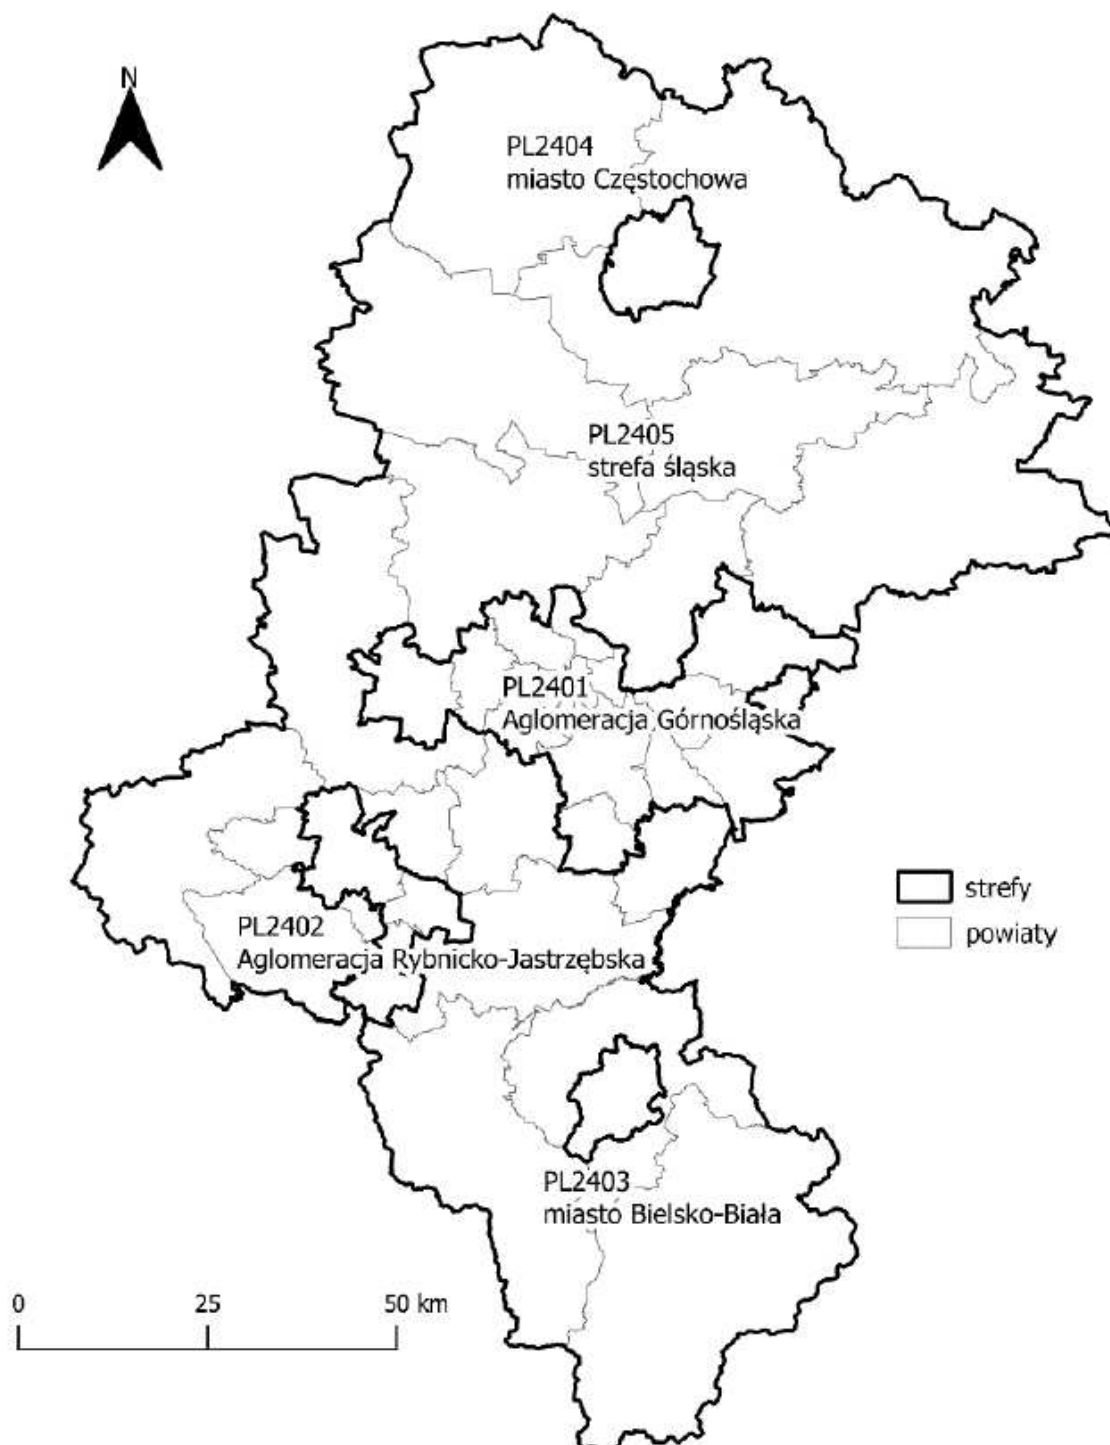 N
PL2404
miasto Częstochowa
PL2405
strefa śląska
PL2401
Aglomeracja Górnośląska
strefy
powiaty
PL2402
Aglomeracja Rybnicko-Jastrzębska
PL2403
miastó Bielsko-Biała
0 25 50 km